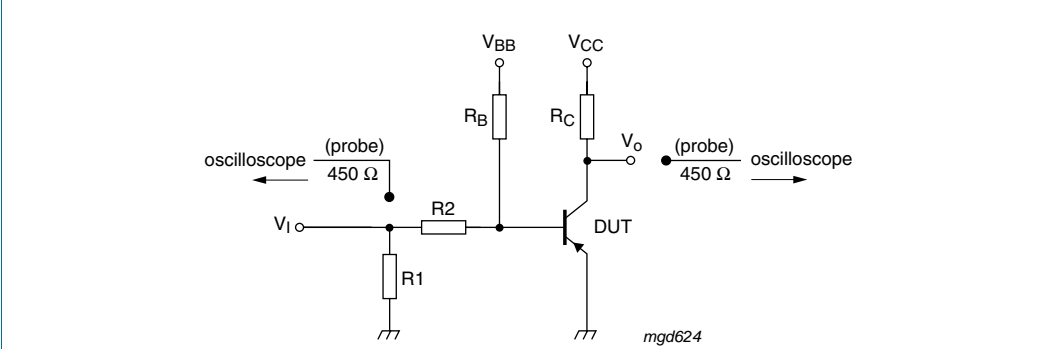 VBB
VCC
RB
RC
Vo
(probe)
oscilloscope
450 Ω
(probe)
oscilloscope
450 Ω
R2
VI
DUT
R1
mgd624